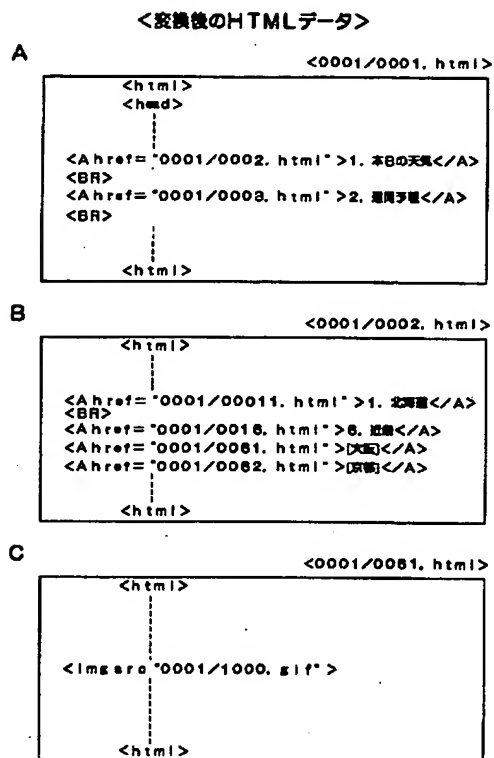 <変換後のHTMLデータ>
A
<0001/0001. html>
<html>
<head>
<A href="0001/0002. html">1. 本日の天気</A>
<BR>
<A href="0001/0003. html">2. 週間予報</A>
<BR>
<html>
B
<0001/0002. html>
<html>
<A href="0001/00011. html">1. 北海道</A>
<BR>
<A href="0001/0016. html">6. 近畿</A>
<A href="0001/0061. html">[大阪]</A>
<A href="0001/0062. html">[京都]</A>
<html>
C
<0001/0061. html>
<html>
<img src "0001/1000. gif">
<html>